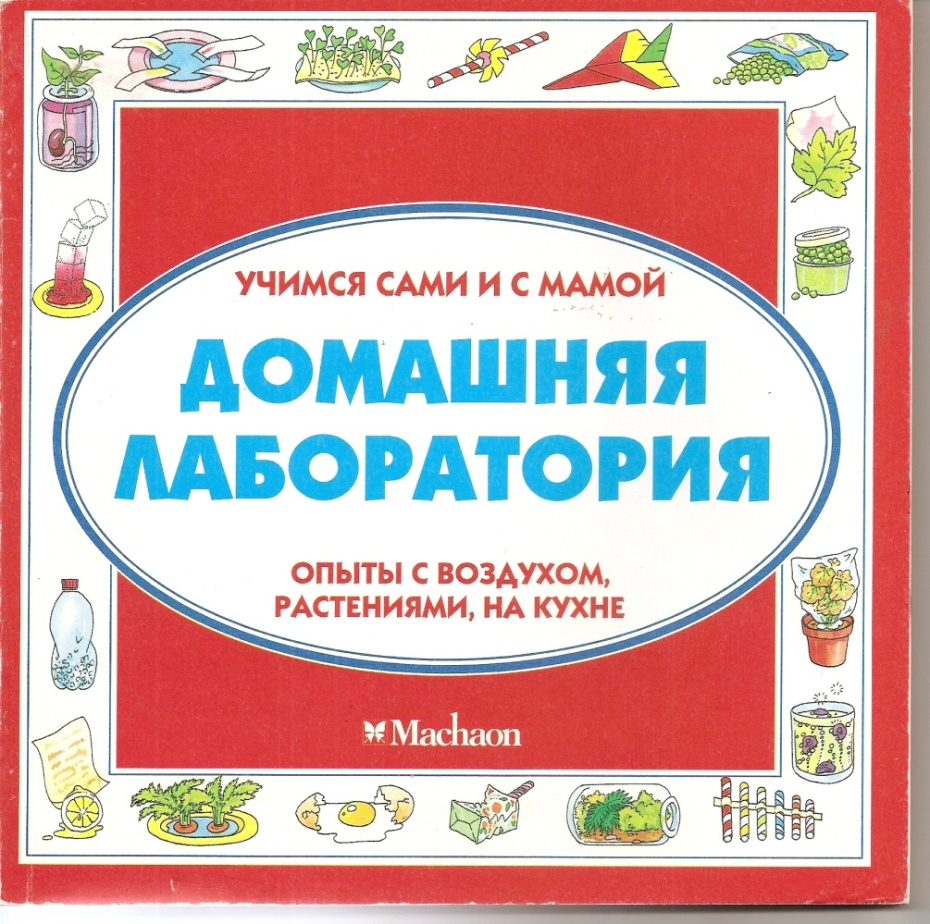 УЧИМСЯ САМИ И С МАМОЙ
ДОМАШНЯЯ
ЛАБОРАТОРИЯ
ОПЫТЫ С ВОЗДУХОМ,
РАСТЕНИЯМИ, НА КУХНЕ
Machaon